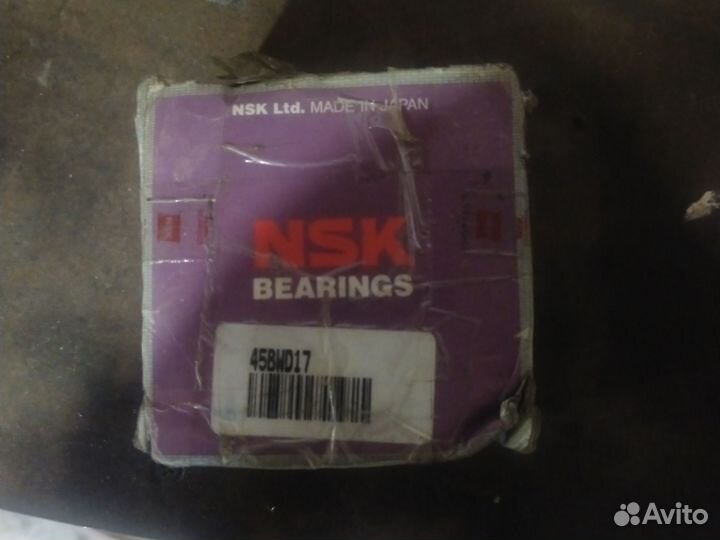 NSK Ltd. MADE IN JAPAN
NSK
BEARINGS
45BWD17
Avito